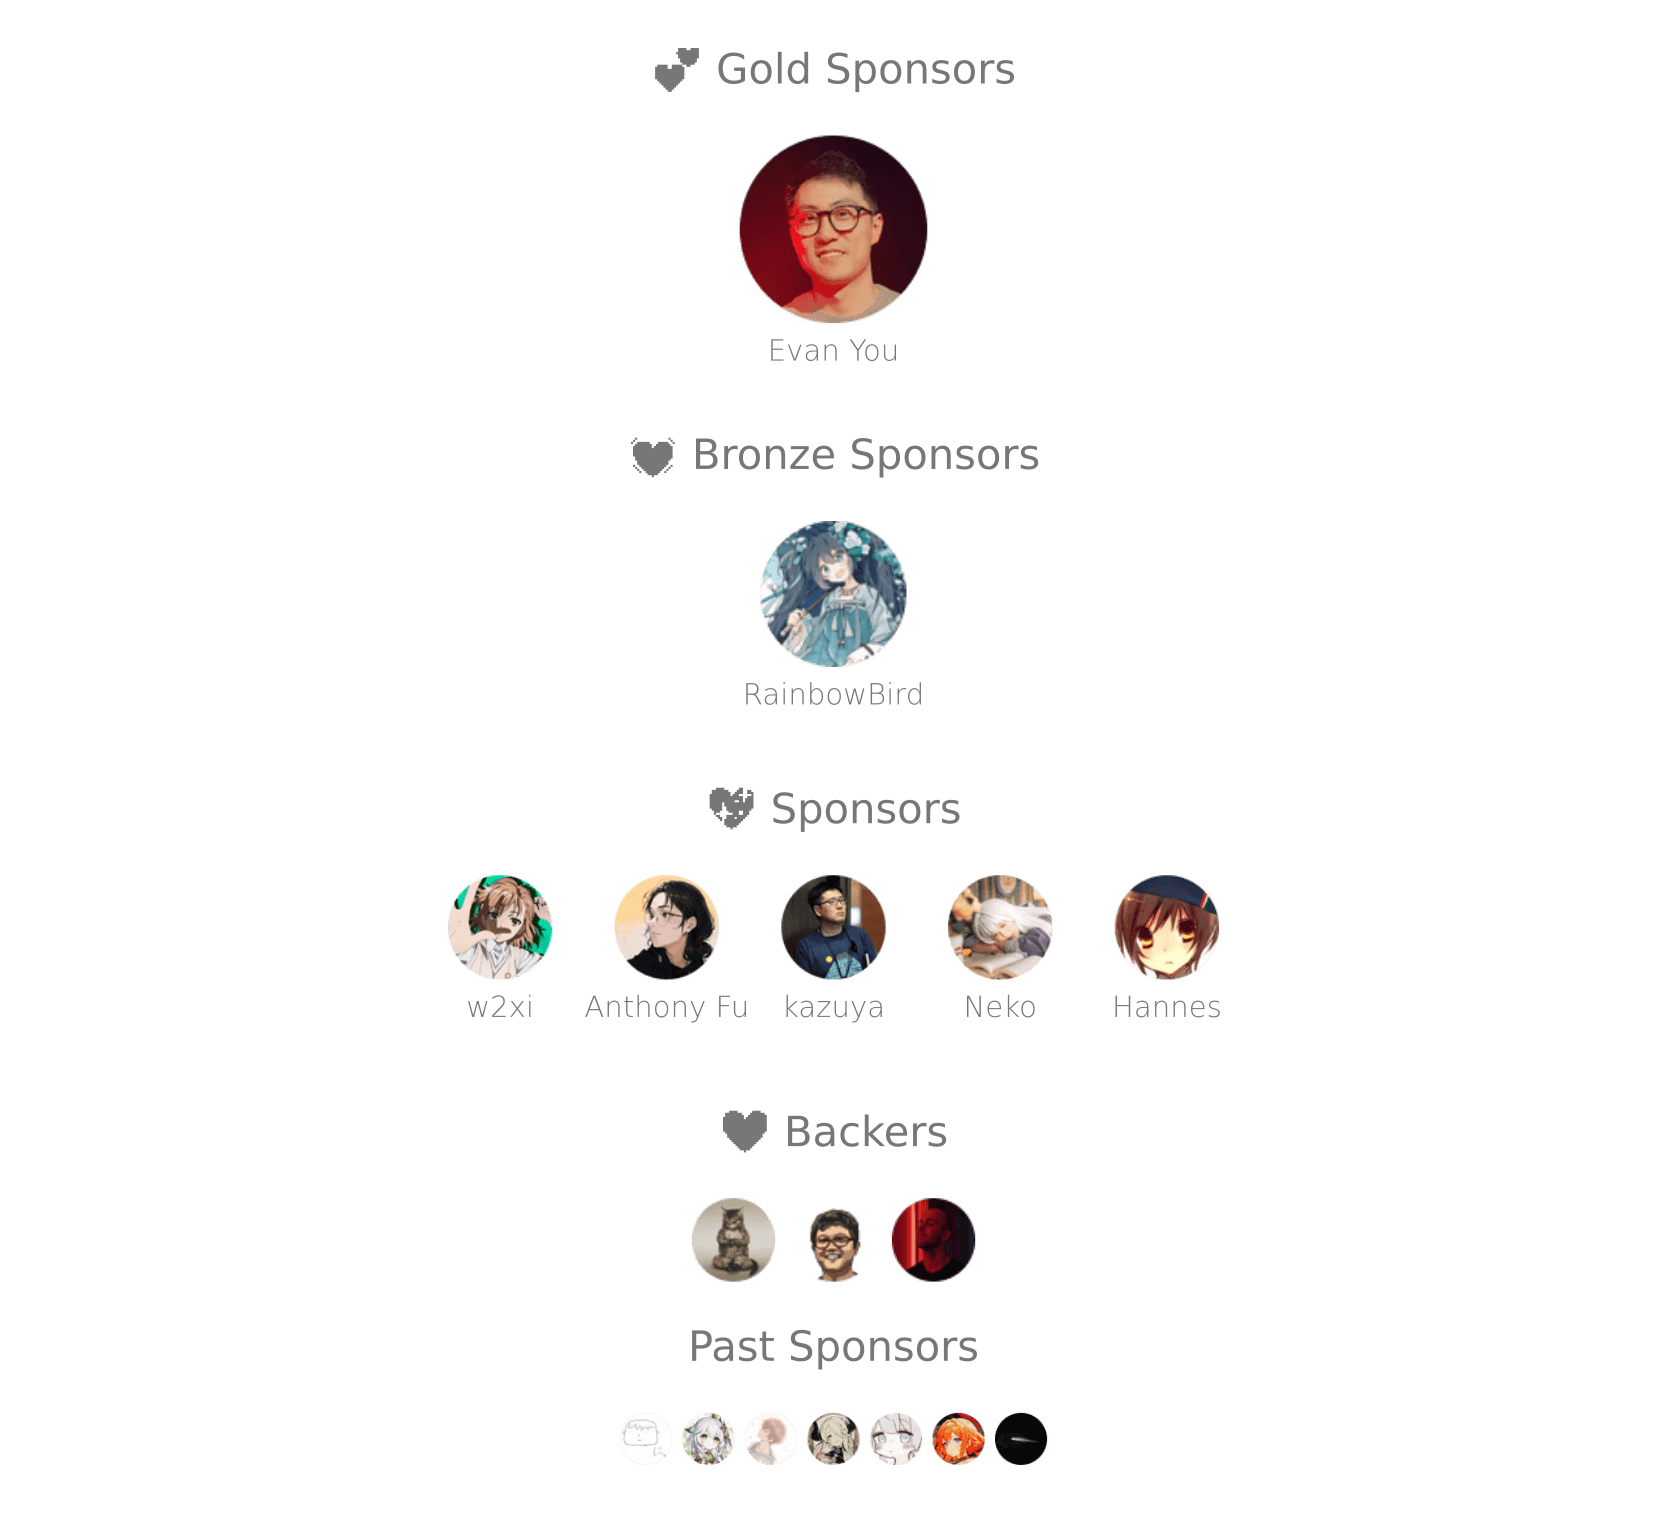 Gold Sponsors
Evan You
Bronze Sponsors
RainbowBird
Sponsors
w2xi Anthony Fu kazuya Neko Hannes
Backers
Past Sponsors